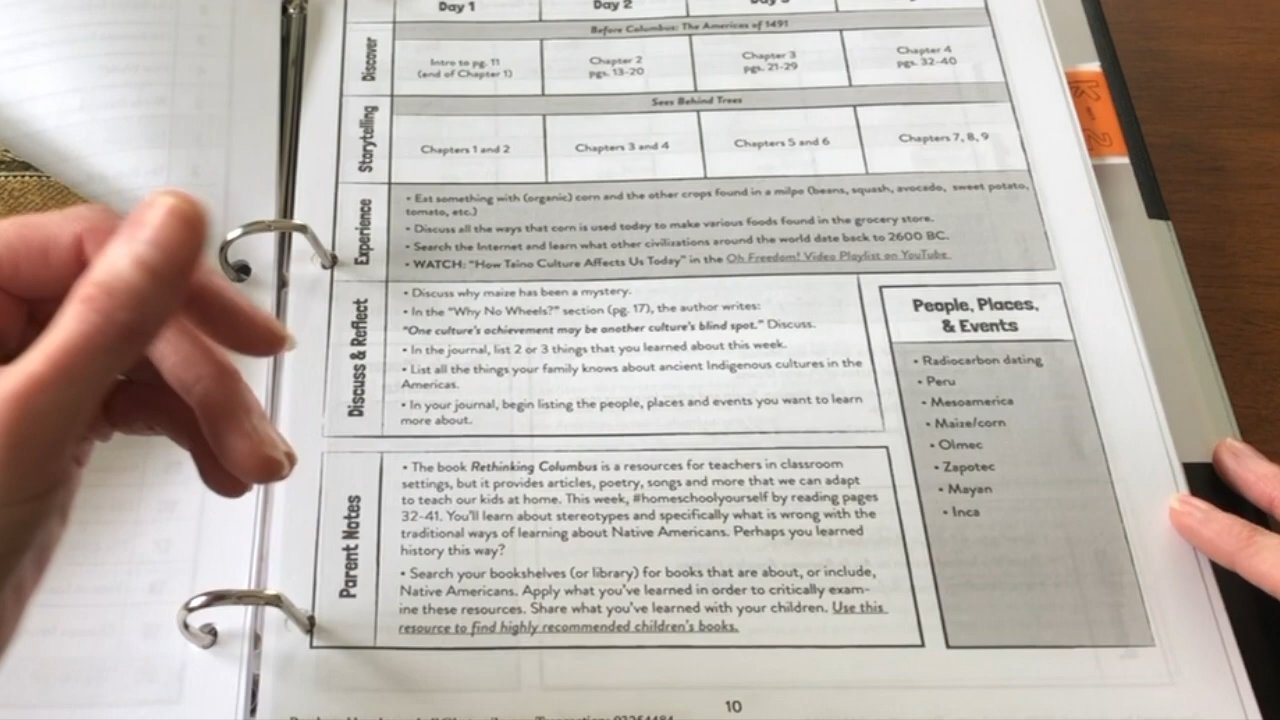 Day 1 Day 2
Before Columbus: The Americas of 1491
Discover
Intro to pg. 11
(end of Chapter 1)
Chapter 2
pgs. 13-20
Chapter 3
pgs. 21-29
Chapter 4
pgs. 32-40
Sees Behind Trees
Storytelling
Chapters 1 and 2
Chapters 3 and 4
Chapters 5 and 6
Chapters 7, 8, 9
Experience
• Eat something with (organic) corn and the other crops found in a milpa (beans, squash, avocado, sweet potato,
tomato, etc.)
• Discuss all the ways that corn is used today to make various foods found in the grocery store.
• Search the Internet and learn what other civilizations around the world date back to 2600 BC.
• WATCH: "How Taino Culture Affects Us Today" in the Oh Freedom! Video Playlist on YouTube.
Discuss & Reflect
• Discuss why maize has been a mystery.
• In the "Why No Wheels?" section (pg. 17), the author writes:
"One culture's achievement may be another culture's blind spot." Discuss.
• In the journal, list 2 or 3 things that you learned about this week.
• List all the things your family knows about ancient Indigenous cultures in the
Americas.
• In your journal, begin listing the people, places and events you want to learn
more about.
People, Places,
& Events
• Radiocarbon dating
• Peru
• Mesoamerica
• Maize/corn
• Olmec
• Zapotec
• Mayan
• Inca
Parent Notes
• The book Rethinking Columbus is a resources for teachers in classroom
settings, but it provides articles, poetry, songs and more that we can adapt
to teach our kids at home. This week, #homeschoolyourself by reading pages
32-41. You'll learn about stereotypes and specifically what is wrong with the
traditional ways of learning about Native Americans. Perhaps you learned
history this way?
• Search your bookshelves (or library) for books that are about, or include,
Native Americans. Apply what you've learned in order to critically exam-
ine these resources. Share what you've learned with your children. Use this
resource to find highly recommended children's books.
10